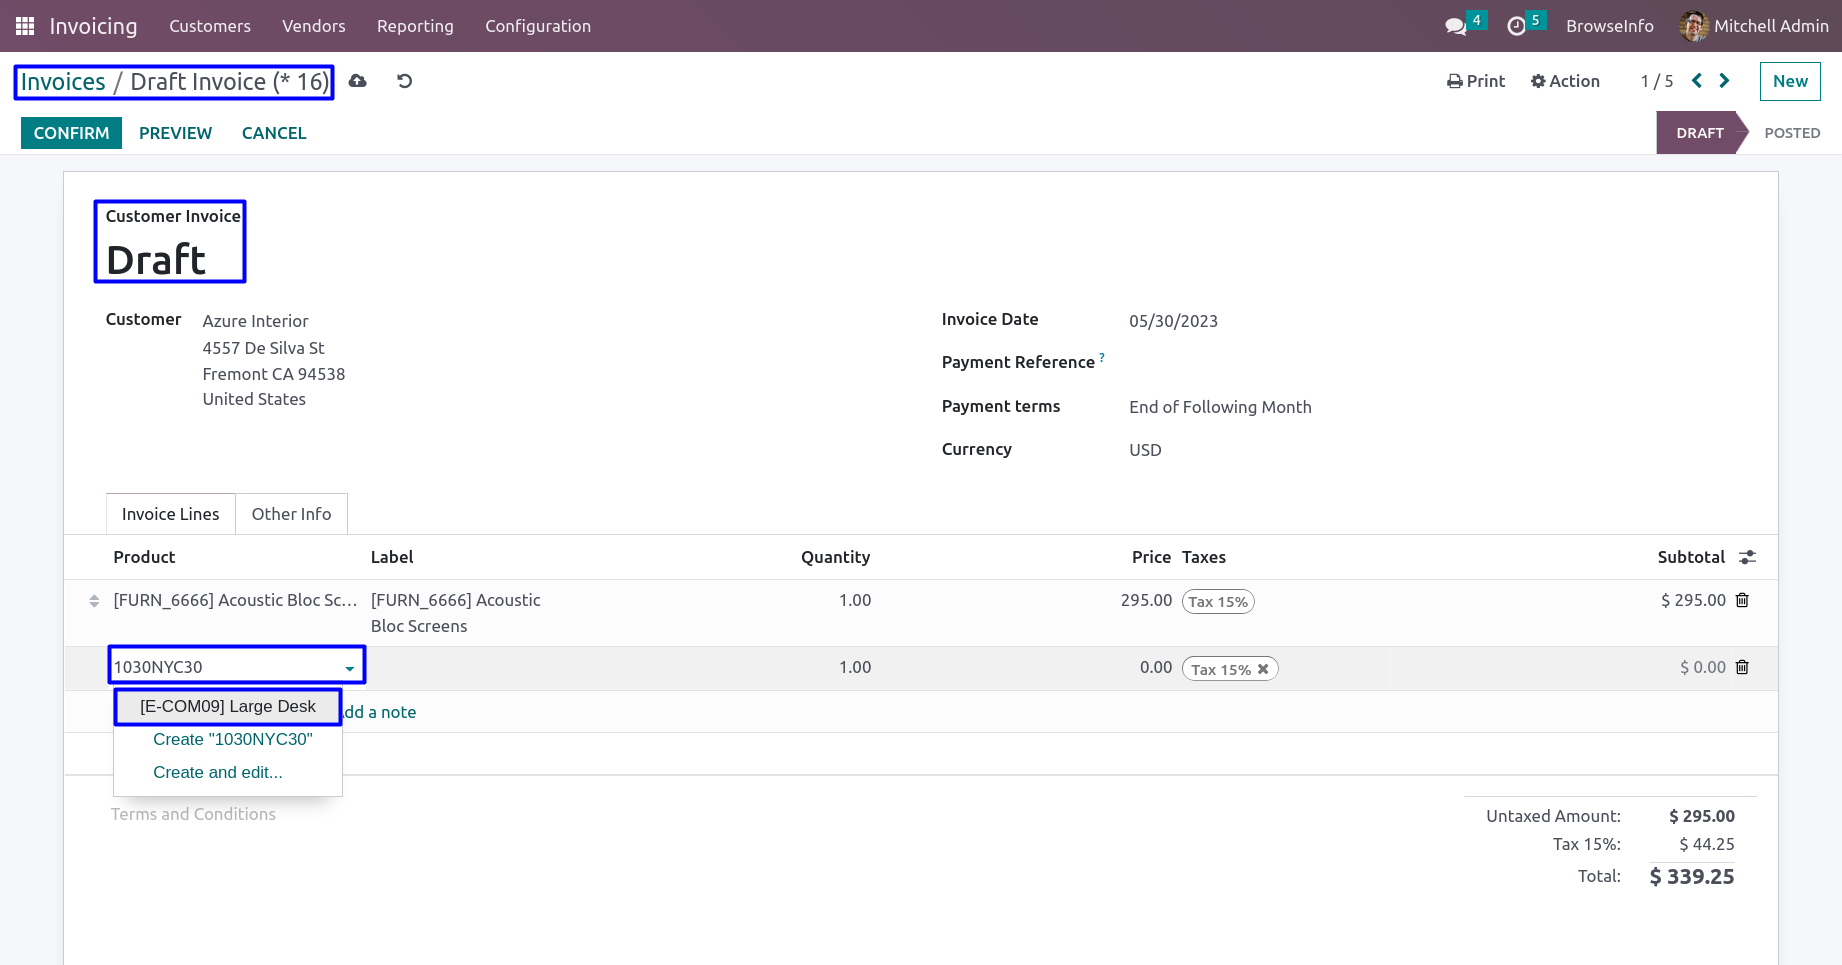 Invoicing Customers Vendors Reporting Configuration 4 5 BrowseInfo Mitchell Admin
Invoices / Draft Invoice (* 16) Print Action 1 / 5 New
CONFIRM PREVIEW CANCEL DRAFT POSTED
Customer Invoice
Draft
Customer Azure Interior Invoice Date 05/30/2023
4557 De Silva St
Fremont CA 94538 Payment Reference ?
United States
Payment terms End of Following Month
Currency USD
Invoice Lines Other Info
Product Label Quantity Price Taxes Subtotal
[FURN_6666] Acoustic Bloc Sc... [FURN_6666] Acoustic 1.00 295.00 Tax 15% $ 295.00
Bloc Screens
1030NYC30 1.00 0.00 Tax 15% $ 0.00
[E-COM09] Large Desk dd a note
Create "1030NYC30"
Create and edit...
Terms and Conditions
Untaxed Amount: $ 295.00
Tax 15%: $ 44.25
Total: $ 339.25